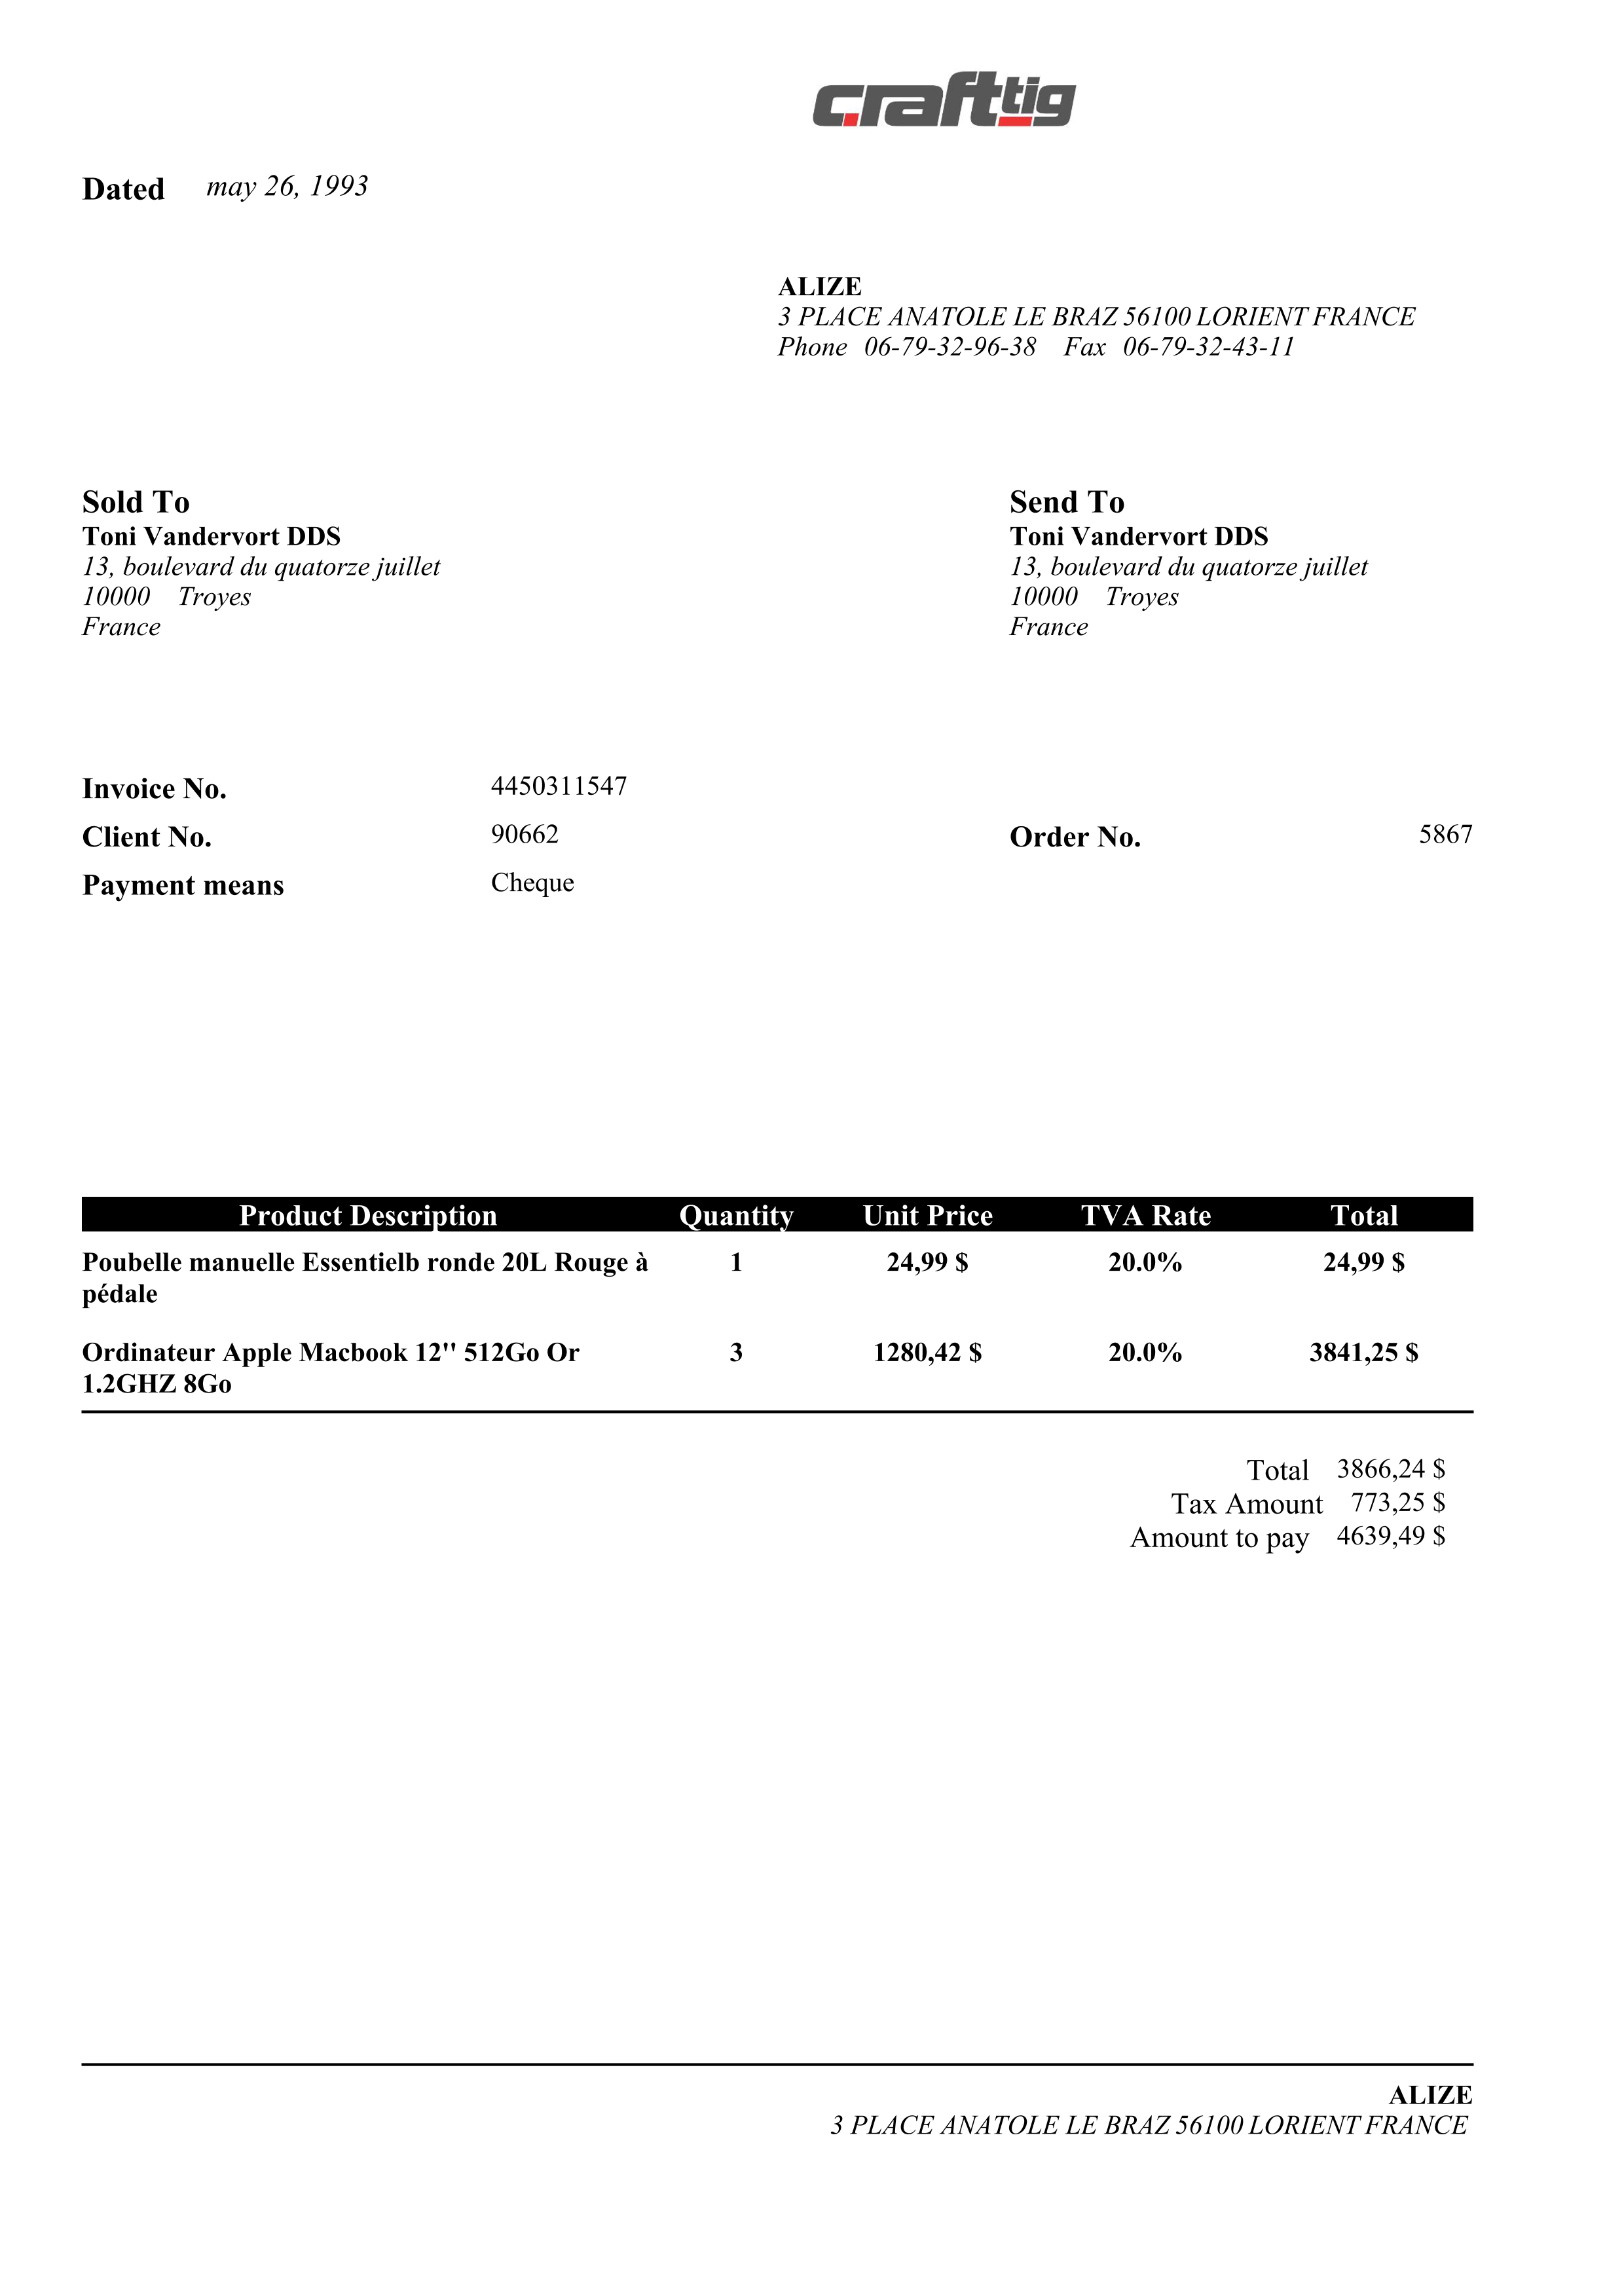 crafttig
Dated may 26, 1993
ALIZE
3 PLACE ANATOLE LE BRAZ 56100 LORIENT FRANCE
Phone 06-79-32-96-38 Fax 06-79-32-43-11
Sold To
Toni Vandervort DDS
13, boulevard du quatorze juillet
10000 Troyes
France
Send To
Toni Vandervort DDS
13, boulevard du quatorze juillet
10000 Troyes
France
Invoice No. 4450311547
Client No. 90662 Order No. 5867
Payment means Cheque
Product Description Quantity Unit Price TVA Rate Total
Poubelle manuelle Essentielb ronde 20L Rouge à 1 24,99 $ 20.0% 24,99 $
pédale
Ordinateur Apple Macbook 12'' 512Go Or 3 1280,42 $ 20.0% 3841,25 $
1.2GHZ 8Go
Total 3866,24 $
Tax Amount 773,25 $
Amount to pay 4639,49 $
ALIZE
3 PLACE ANATOLE LE BRAZ 56100 LORIENT FRANCE